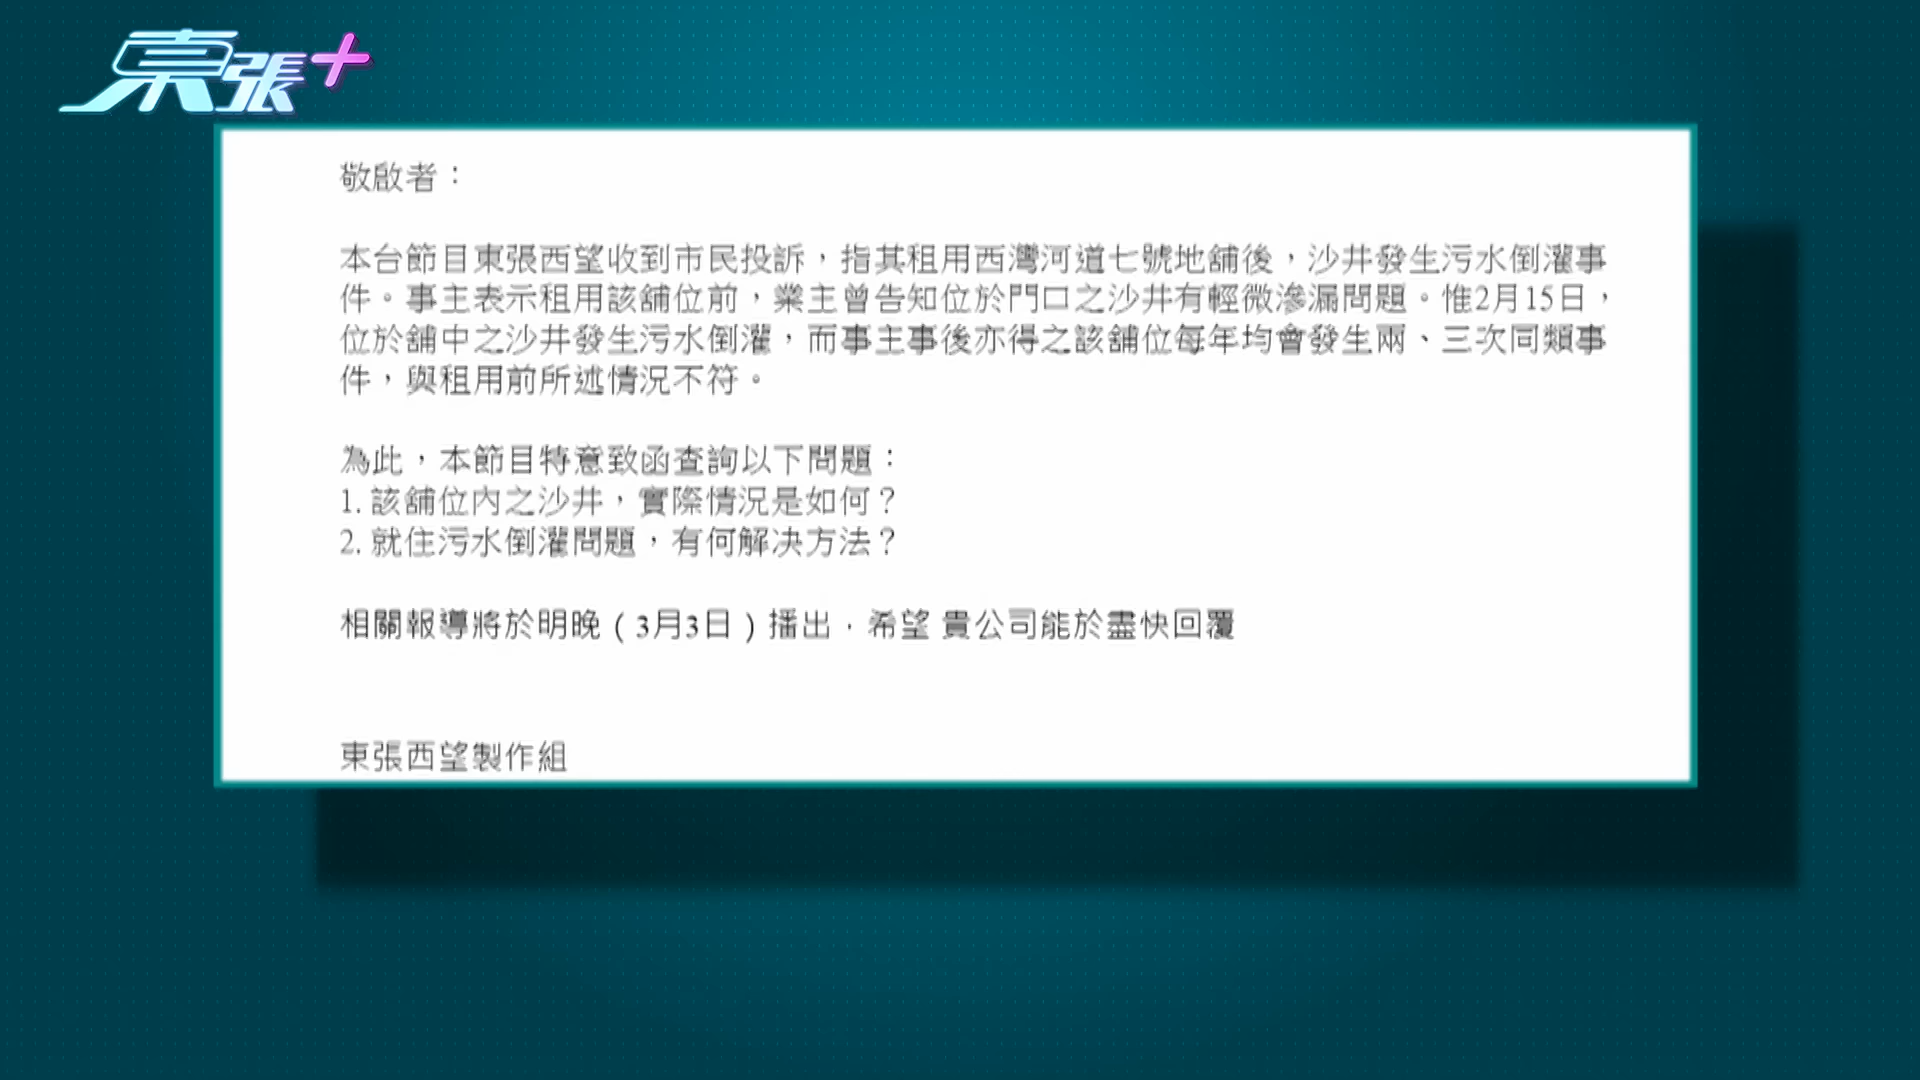 東張+
敬啟者：
本台節目東張西望收到市民投訴，指其租用西灣河道七號地舖後，沙井發生污水倒灌事
件。事主表示租用該舖位前，業主曾告知位於門口之沙井有輕微滲漏問題。惟2月15日，
位於舖中之沙井發生污水倒灌，而事主事後亦得之該舖位每年均會發生兩、三次同類事
件，與租用前所述情況不符。
為此，本節目特意致函查詢以下問題：
1. 該舖位內之沙井，實際情況是如何？
2. 就住污水倒灌問題，有何解決方法？
相關報導將於明晚（3月3日）播出，希望 貴公司能於盡快回覆
東張西望製作組